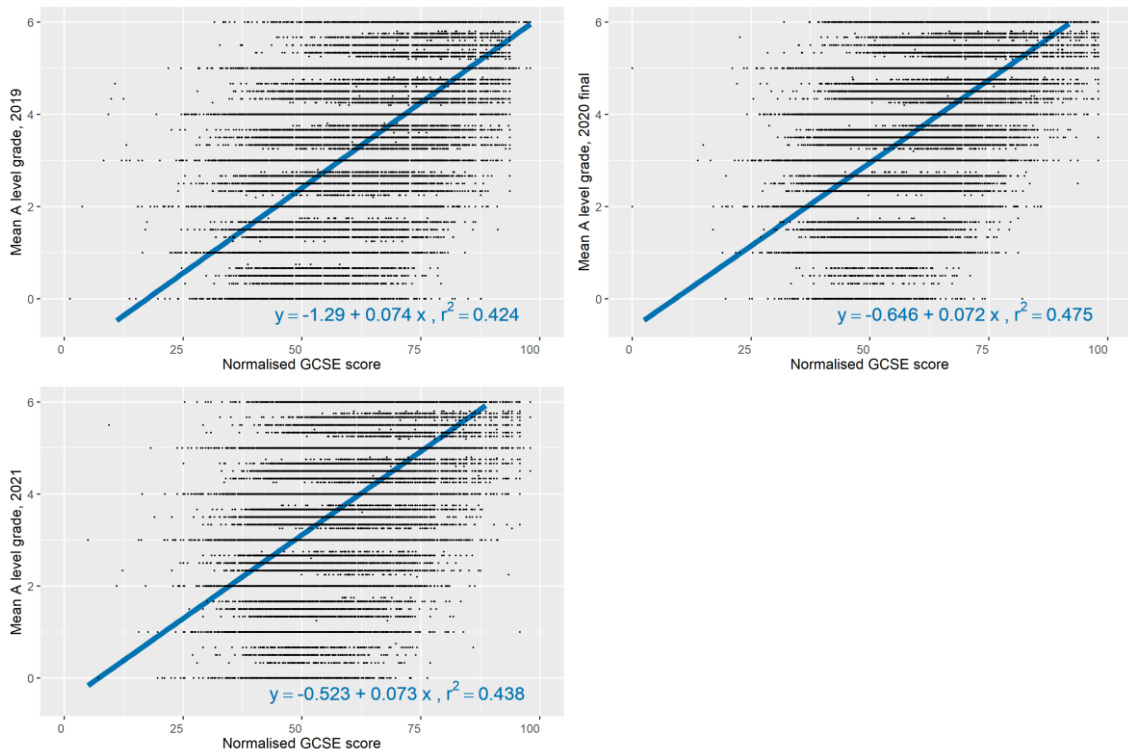 Mean A level grade, 2019
6
4
2
0
y = -1.29 + 0.074 x , r² = 0.424
0 25 50 75 100
Normalised GCSE score
Mean A level grade, 2020 final
6
4
2
0
y = -0.646 + 0.072 x , r² = 0.475
0 25 50 75 100
Normalised GCSE score
Mean A level grade, 2021
6
4
2
0
y = -0.523 + 0.073 x , r² = 0.438
0 25 50 75 100
Normalised GCSE score